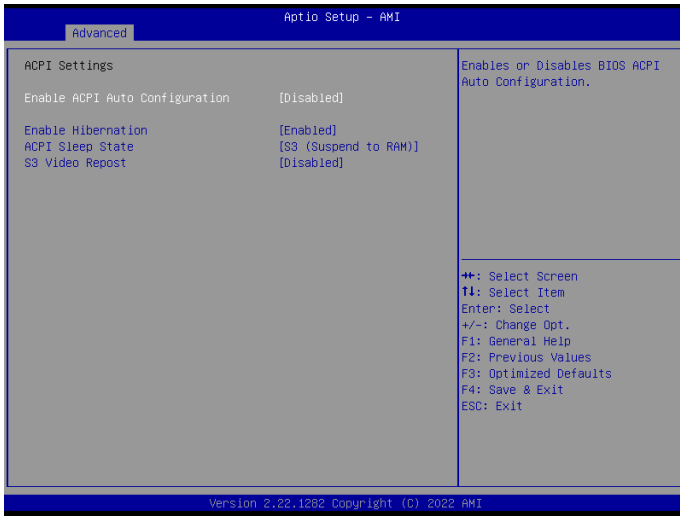 Aptio Setup – AMI
Advanced
ACPI Settings
Enable ACPI Auto Configuration [Disabled]
Enable Hibernation [Enabled]
ACPI Sleep State [S3 (Suspend to RAM)]
S3 Video Repost [Disabled]
Enables or Disables BIOS ACPI
Auto Configuration.
→←: Select Screen
↑↓: Select Item
Enter: Select
+/-: Change Opt.
F1: General Help
F2: Previous Values
F3: Optimized Defaults
F4: Save & Exit
ESC: Exit
Version 2.22.1282 Copyright (C) 2022 AMI